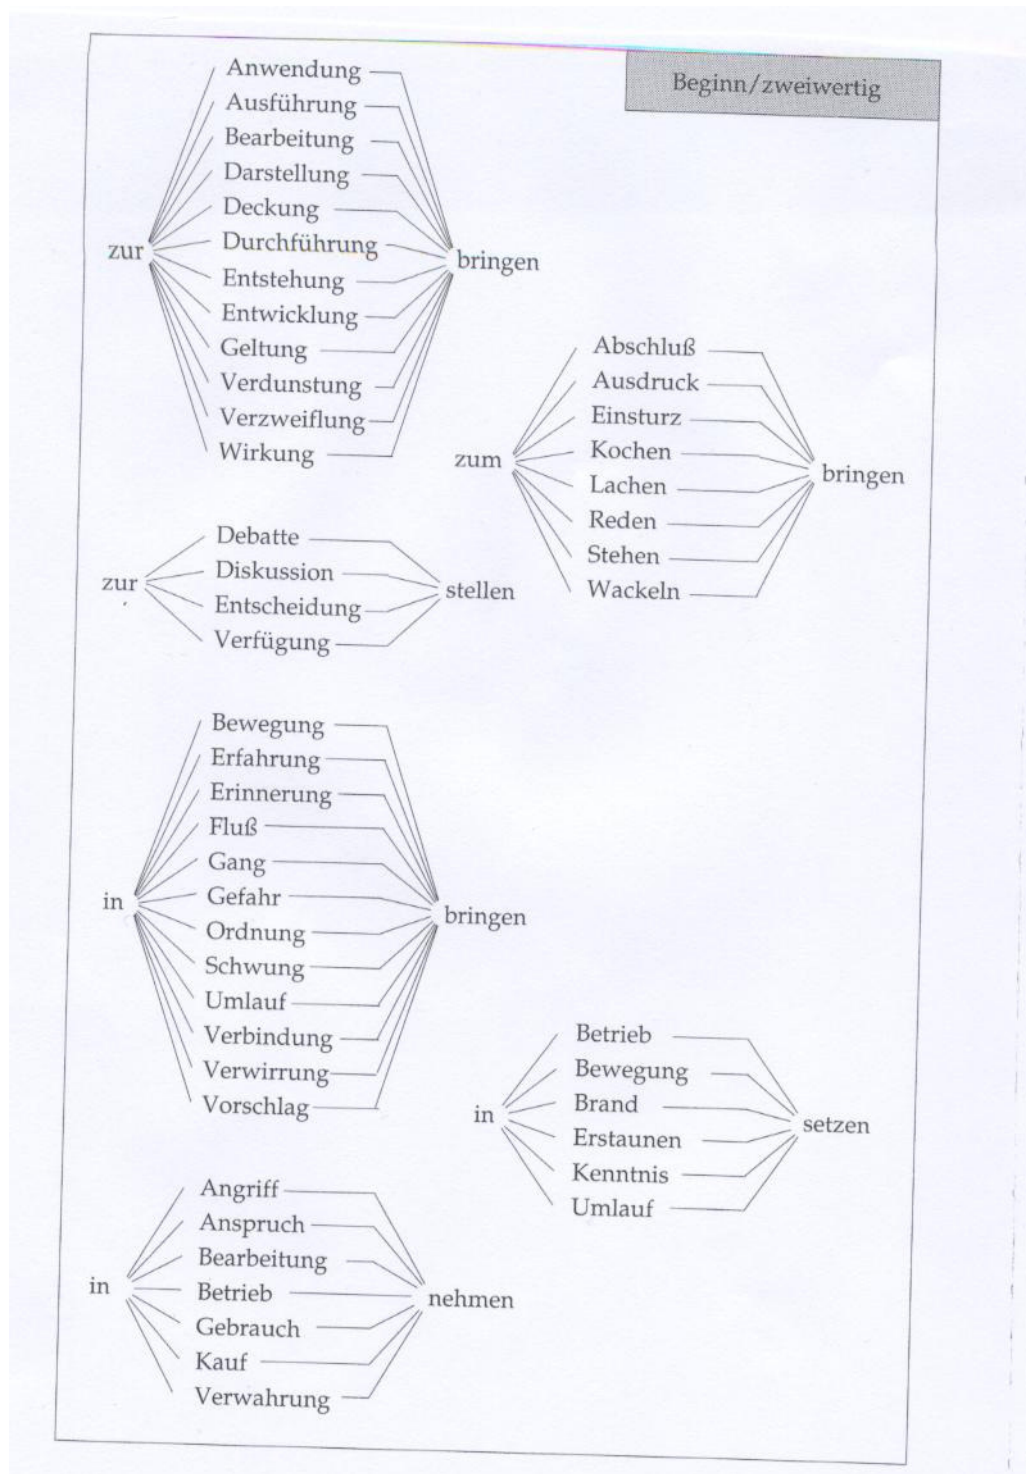 Beginn/zweiwertig
zur
Anwendung
Ausführung
Bearbeitung
Darstellung
Deckung
Durchführung
Entstehung
Entwicklung
Geltung
Verdunstung
Verzweiflung
Wirkung
bringen
zum
Abschluß
Ausdruck
Einsturz
Kochen
Lachen
Reden
Stehen
Wackeln
bringen
zur
Debatte
Diskussion
Entscheidung
Verfügung
stellen
in
Bewegung
Erfahrung
Erinnerung
Fluß
Gang
Gefahr
Ordnung
Schwung
Umlauf
Verbindung
Verwirrung
Vorschlag
bringen
in
Betrieb
Bewegung
Brand
Erstaunen
Kenntnis
Umlauf
setzen
in
Angriff
Anspruch
Bearbeitung
Betrieb
Gebrauch
Kauf
Verwahrung
nehmen